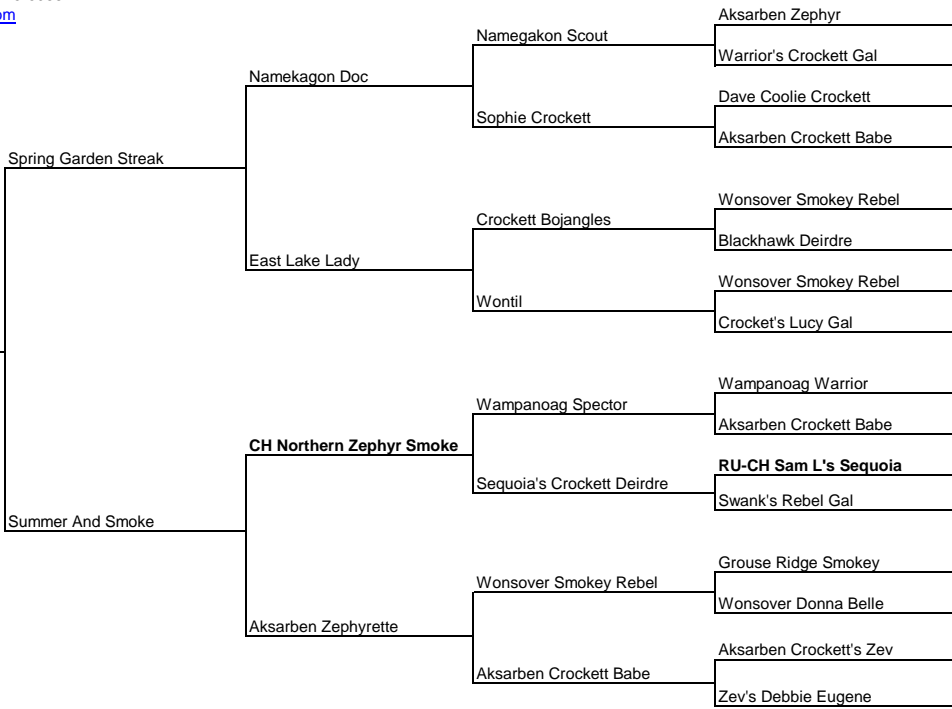 om
Aksarben Zephyr
Namegakon Scout
Warrior's Crockett Gal
Namekagon Doc
Dave Coolie Crockett
Sophie Crockett
Aksarben Crockett Babe
Spring Garden Streak
Wonsover Smokey Rebel
Crockett Bojangles
Blackhawk Deirdre
East Lake Lady
Wonsover Smokey Rebel
Wontil
Crocket's Lucy Gal
Wampanoag Warrior
Wampanoag Spector
Aksarben Crockett Babe
CH Northern Zephyr Smoke
RU-CH Sam L's Sequoia
Sequoia's Crockett Deirdre
Swank's Rebel Gal
Summer And Smoke
Grouse Ridge Smokey
Wonsover Smokey Rebel
Wonsover Donna Belle
Aksarben Zephyrette
Aksarben Crockett's Zev
Aksarben Crockett Babe
Zev's Debbie Eugene